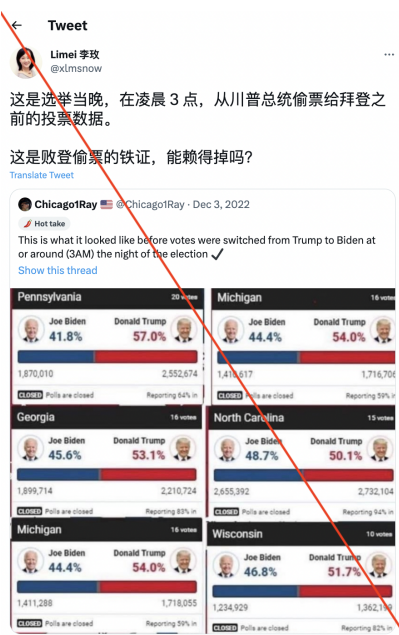 Tweet
Limei 李玫
@xlmsnow
这是选举当晚，在凌晨 3 点，从川普总统偷票给拜登之
前的投票数据。
这是败登偷票的铁证，能赖得掉吗?
Translate Tweet
Chicago1Ray @Chicago1Ray · Dec 3, 2022
Hot take
This is what it looked like before votes were switched from Trump to Biden at
or around (3AM) the night of the election
Show this thread
Pennsylvania 20 votes
Joe Biden Donald Trump
41.8% 57.0%
1,870,010 2,552,674
CLOSED Polls are closed Reporting 64% in
Michigan 16 votes
Joe Biden Donald Trump
44.4% 54.0%
1,716,70
CLOSED Polls are closed Reporting 59% in
Georgia 16 votes
Joe Biden Donald Trump
45.6% 53.1%
1,899,714 2,210,724
CLOSED Polls are closed Reporting 83% in
North Carolina 15 votes
Joe Biden Donald Trump
48.7% 50.1%
2,655,392 2,732,104
CLOSED Polls are closed Reporting 94% in
Michigan 16 votes
Joe Biden Donald Trump
44.4% 54.0%
1,411,288 1,718,055
CLOSED Polls are closed Reporting 59% in
Wisconsin 10 votes
Joe Biden Donald Trump
46.8% 51.7%
1,234,929 1,362,199
CLOSED Polls are closed Reporting 82% in